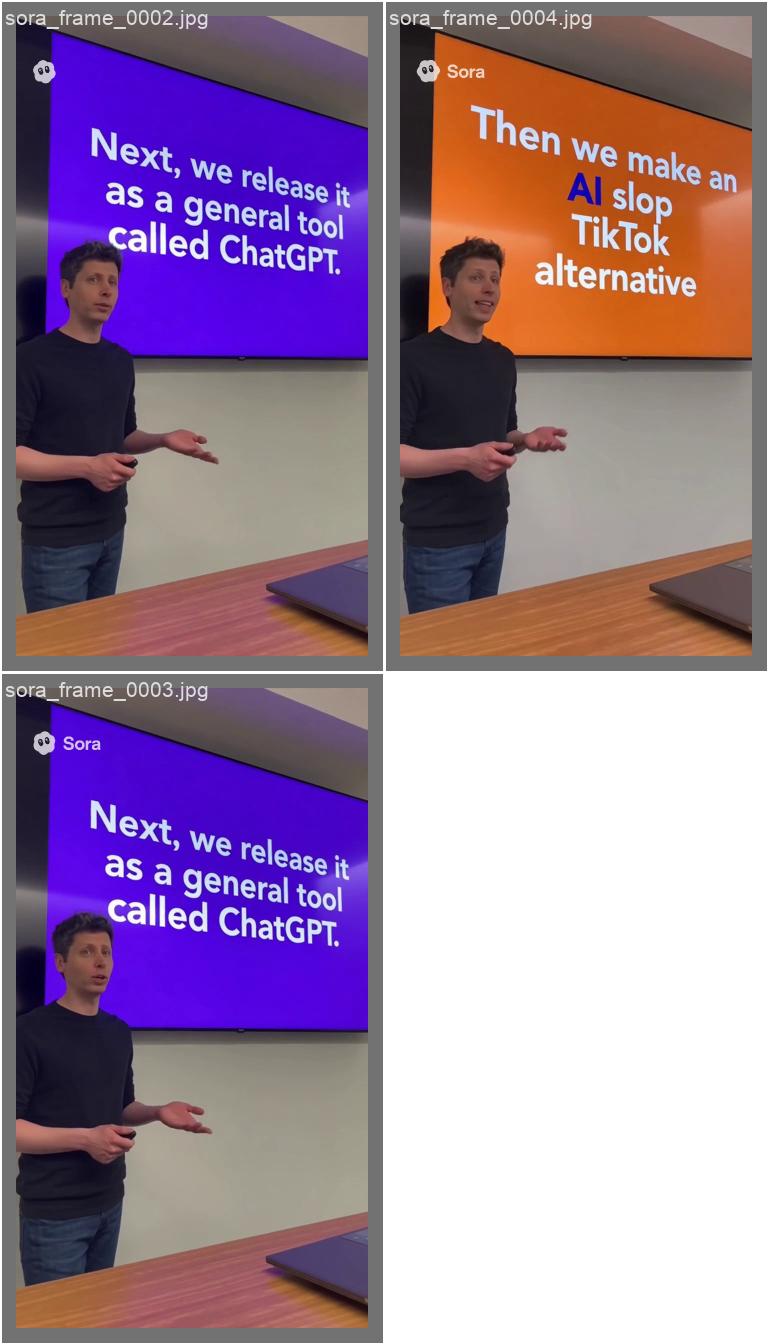 sora_frame_0002.jpg
Next, we release it
as a general tool
called ChatGPT.
sora_frame_0004.jpg
Sora
Then we make an
AI slop
TikTok
alternative
sora_frame_0003.jpg
Sora
Next, we release it
as a general tool
called ChatGPT.